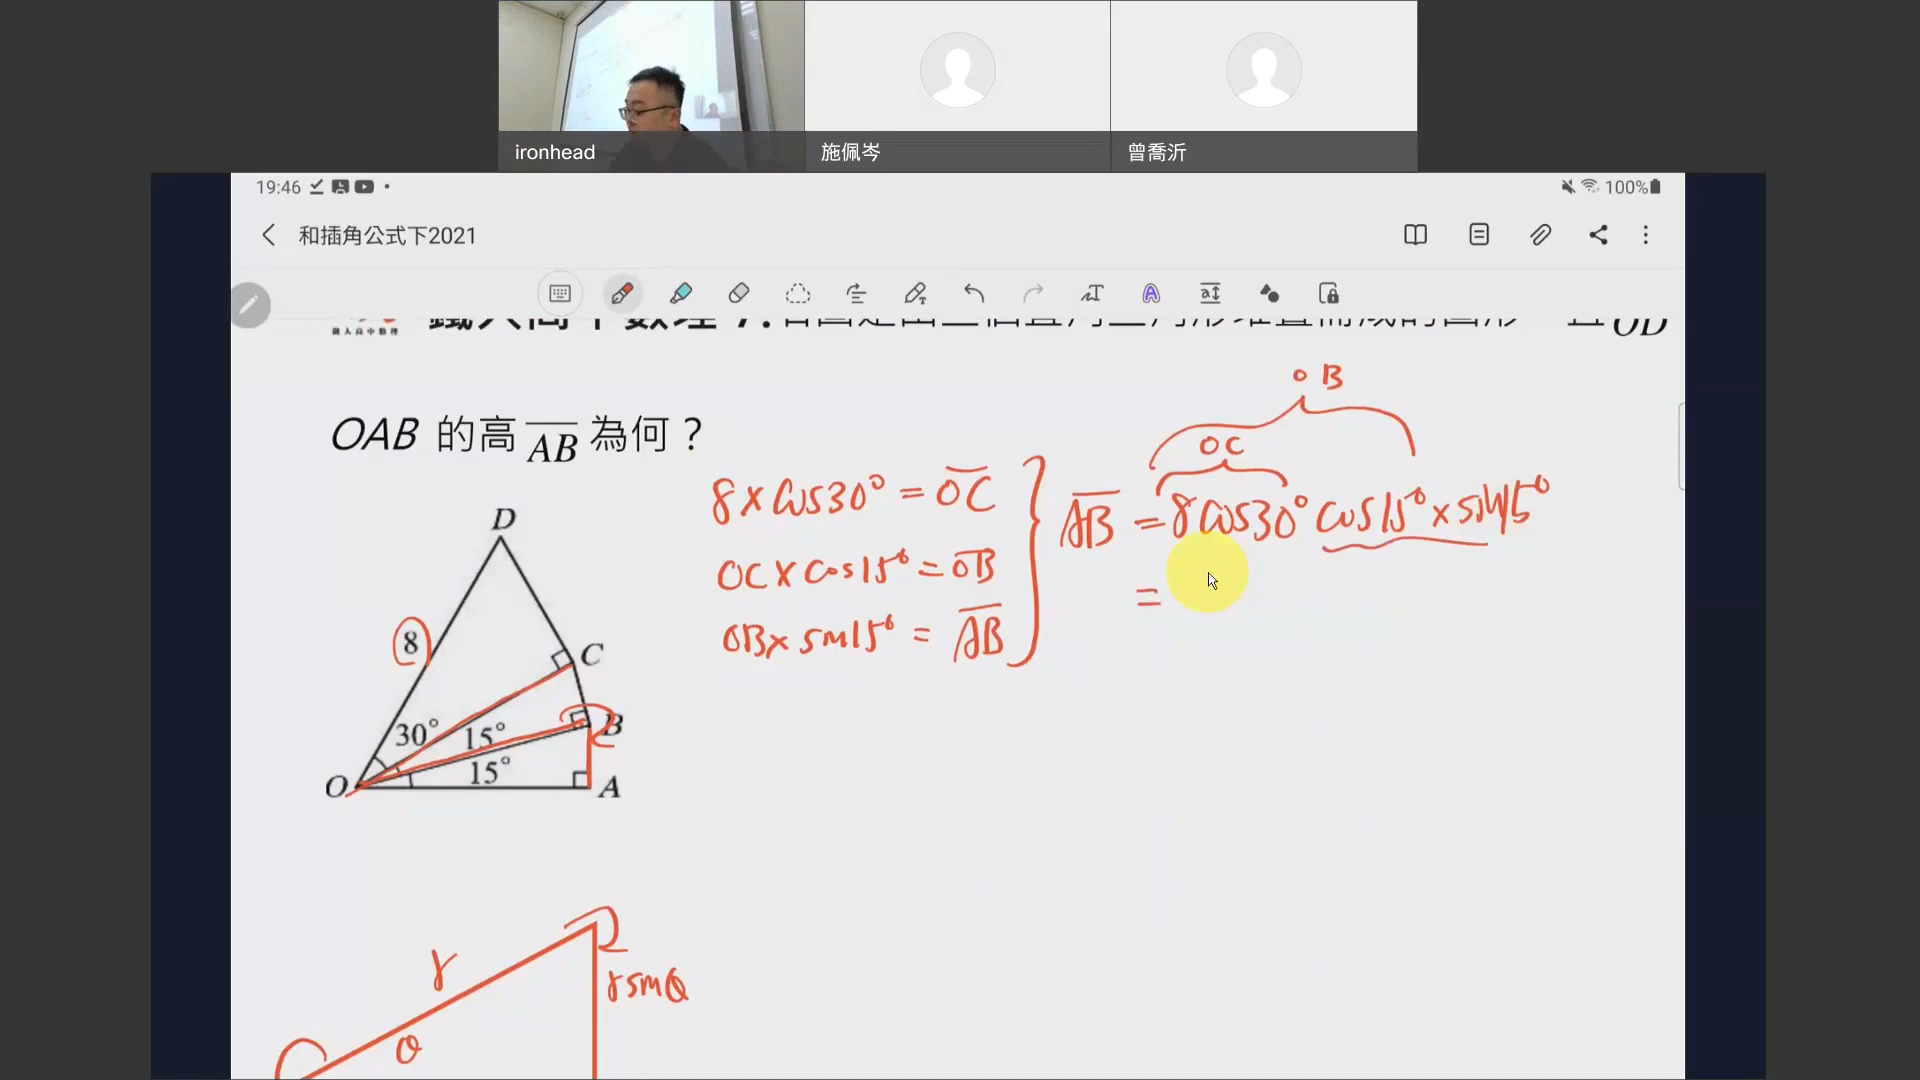 ironhead
施佩岑
曾喬沂
19:46
100%
和插角公式下2021
OAB 的高 AB 為何？
OB
OC
8×cos30°=OC
AB=8cos30°cos15°×sin15°
OC×cos15°=OB
=
OB×sin15°=AB
D
8
C
30°
15°
B
15°
O
A
r
rsinθ
θ